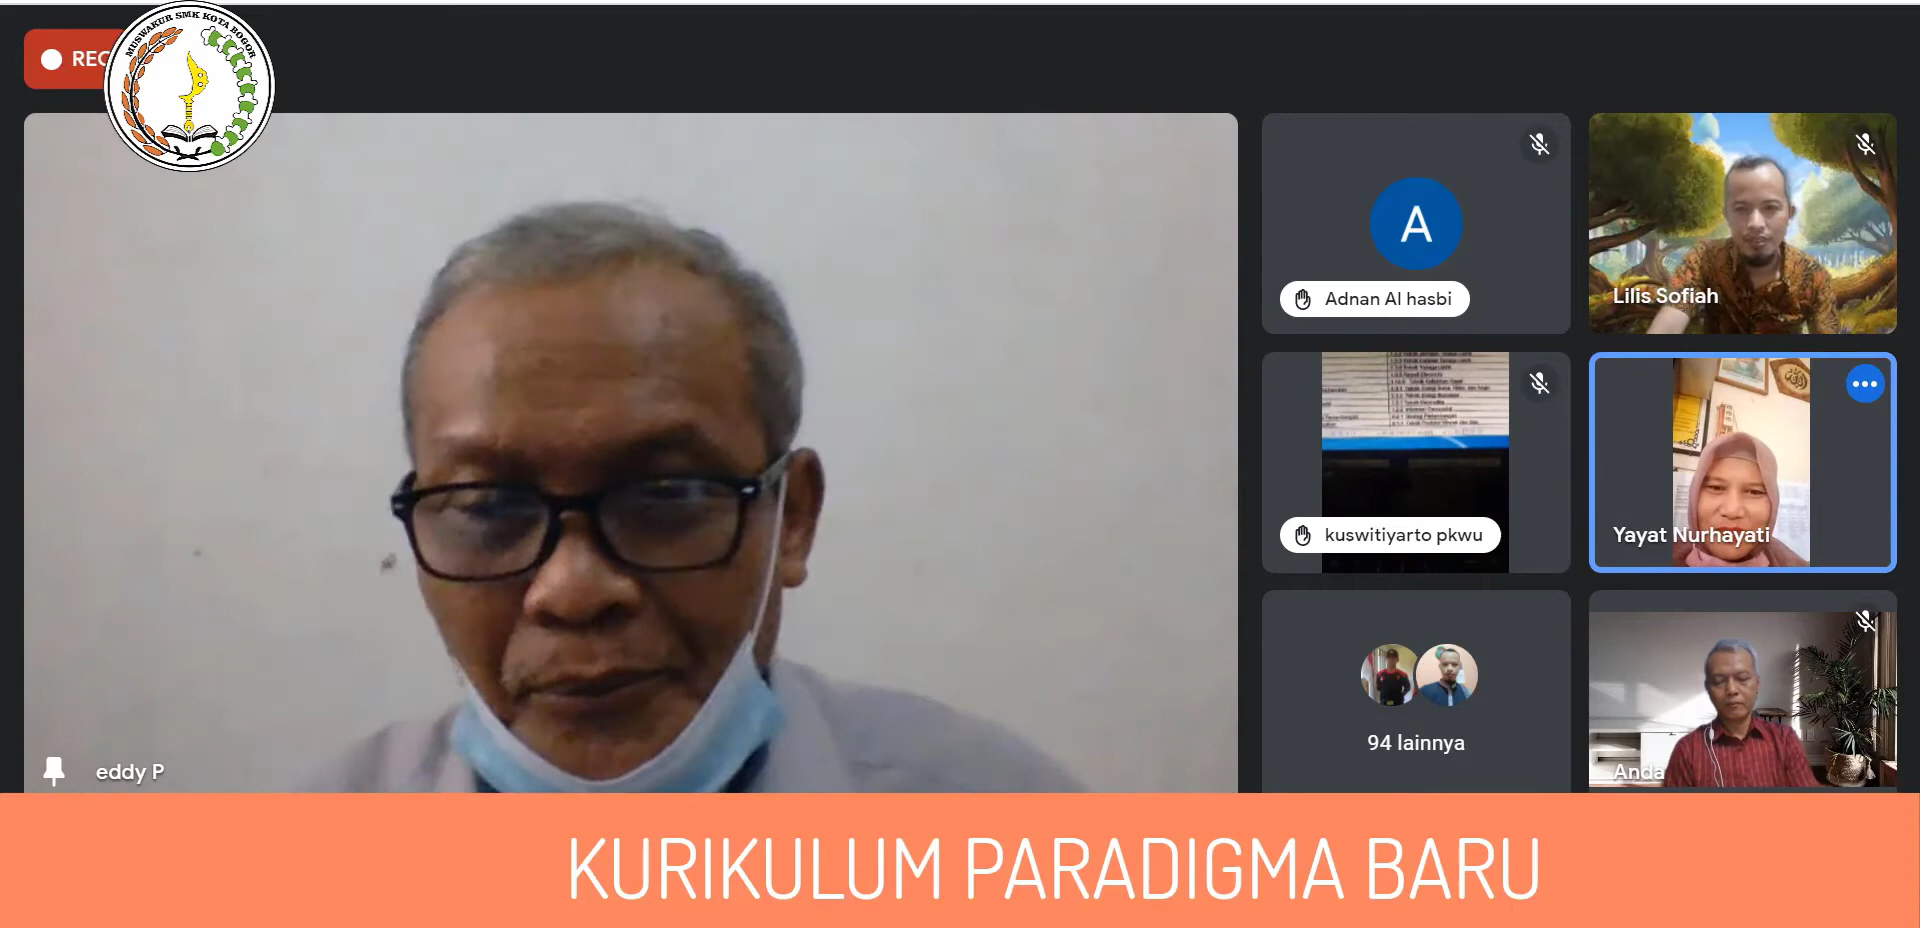 MUSWAKUR SMK KOTA BOGOR
REC
A
Adnan Al hasbi
Lilis Sofiah
kuswitiyarto pkwu
Yayat Nurhayati
94 lainnya
eddy P
Anda
KURIKULUM PARADIGMA BARU